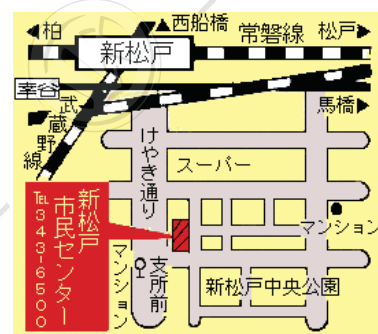 ◀柏
▲西船橋
常磐線
松戸▶
新松戸
幸谷
武蔵野線
馬橋▶
けやき通り
スーパー
新松戸
市民センター
℡343-6500
マンション
マンション
支所前
新松戸中央公園